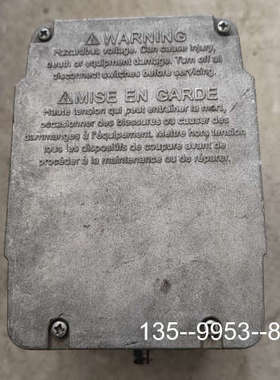 ⚠WARNING
Hazardous voltage. Can cause injury,
death or equipment damage. Turn off all
disconnect switches before servicing.
⚠MISE EN GARDE
Haute tension qui peut entraîner la mort,
occasionner des blessures ou causer des
dammanges à l'équipement. Mettre hors tension
tous les dispositifs de coupure avant de
procéder à la maintenance ou de réparer.
135--9953--8